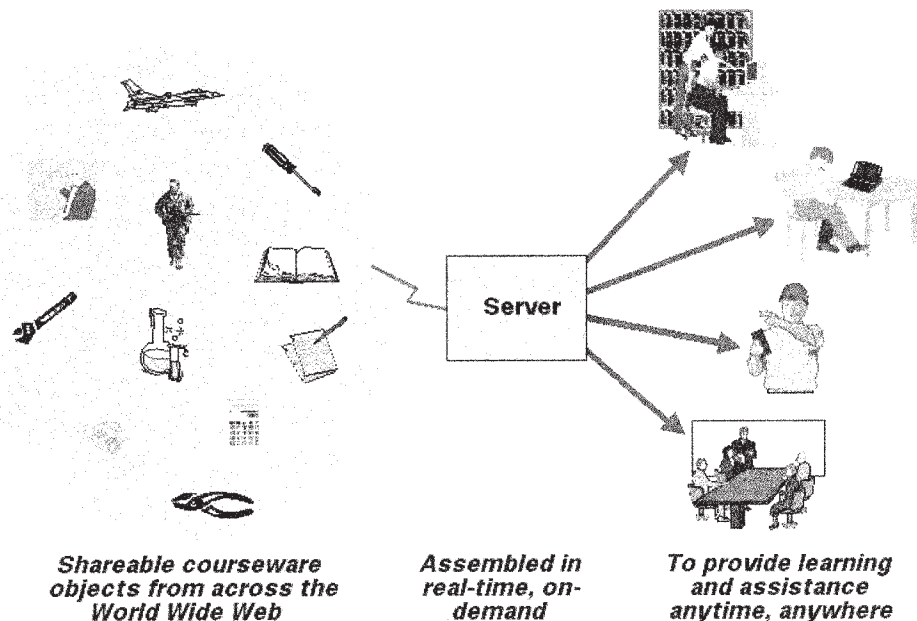 Server
Shareable courseware
objects from across the
World Wide Web
Assembled in
real-time, on-
demand
To provide learning
and assistance
anytime, anywhere